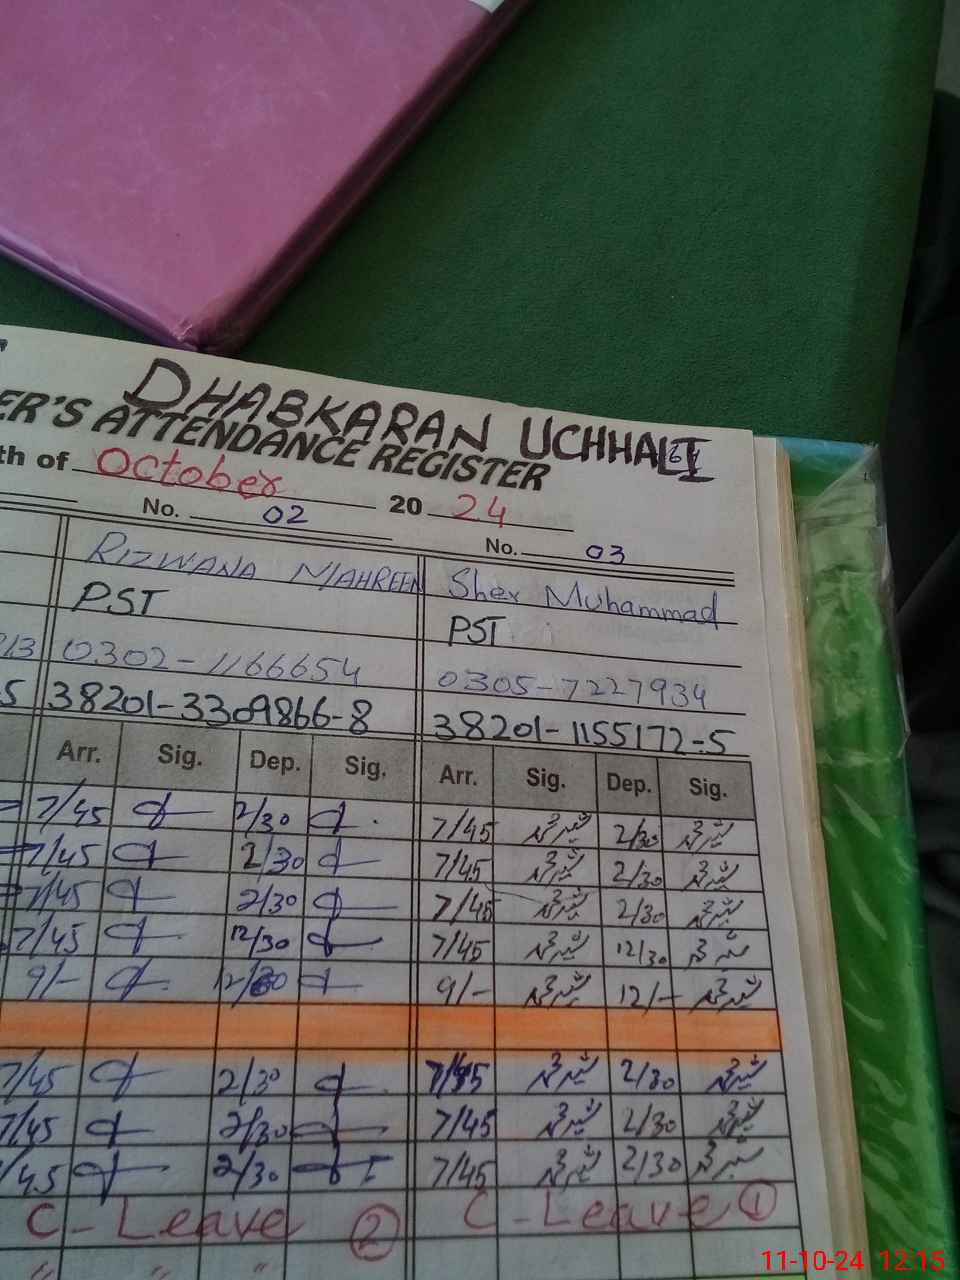 DHABKARAN UCHHALI
ER'S ATTENDANCE REGISTER
th of October 20 24
No. 02 No. 03
RIZWANA MAHREEN Sher Muhammad
PST PST
0302-1166654 0305-7227934
5 38201-3309866-8 38201-1155172-5
Arr. Sig. Dep. Sig. Arr. Sig. Dep. Sig.
7/45 2/30 7/45 2/30
7/45 2/30 7/45 2/30
7/45 2/30 7/45 2/30
7/45 12/30 7/45 12/30
9/- 12/30 9/- 12/-
7/45 2/30 7/45 2/30
7/45 2/30 7/45 2/30
7/45 2/30 7/45 2/30
C-Leave 2 C-Leave 1
" " "
11-10-24 12:15